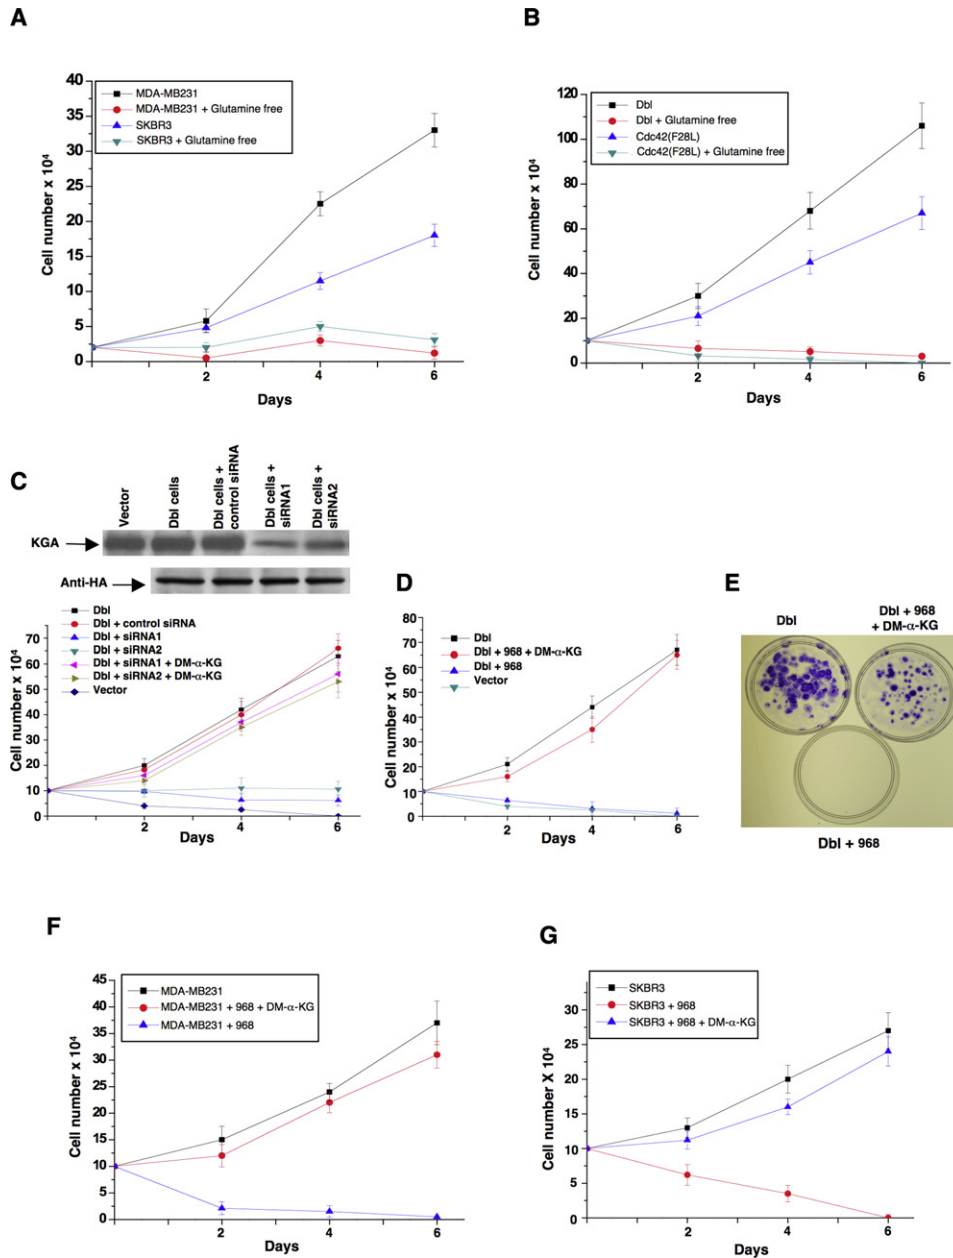 A
MDA-MB231
MDA-MB231 + Glutamine free
SKBR3
SKBR3 + Glutamine free
Cell number x 10⁴
40
35
30
25
20
15
10
5
0
2
4
6
Days
B
Dbl
Dbl + Glutamine free
Cdc42(F28L)
Cdc42(F28L) + Glutamine free
Cell number x 10⁴
120
100
80
60
40
20
0
2
4
6
Days
C
Vector
Dbl cells
Dbl cells +
control siRNA
Dbl cells +
siRNA1
Dbl cells +
siRNA2
KGA
Anti-HA
Dbl
Dbl + control siRNA
Dbl + siRNA1
Dbl + siRNA2
Dbl + siRNA1 + DM-α-KG
Dbl + siRNA2 + DM-α-KG
Vector
Cell number x 10⁴
70
60
50
40
30
20
10
0
2
4
6
Days
D
Dbl
Dbl + 968 + DM-α-KG
Dbl + 968
Vector
Cell number x 10⁴
80
70
60
50
40
30
20
10
0
2
4
6
Days
E
Dbl
Dbl + 968
+ DM-α-KG
Dbl + 968
F
MDA-MB231
MDA-MB231 + 968 + DM-α-KG
MDA-MB231 + 968
Cell number x 10⁴
45
40
35
30
25
20
15
10
5
0
2
4
6
Days
G
SKBR3
SKBR3 + 968
SKBR3 + 968 + DM-α-KG
Cell number X 10⁴
30
25
20
15
10
5
0
2
4
6
Days